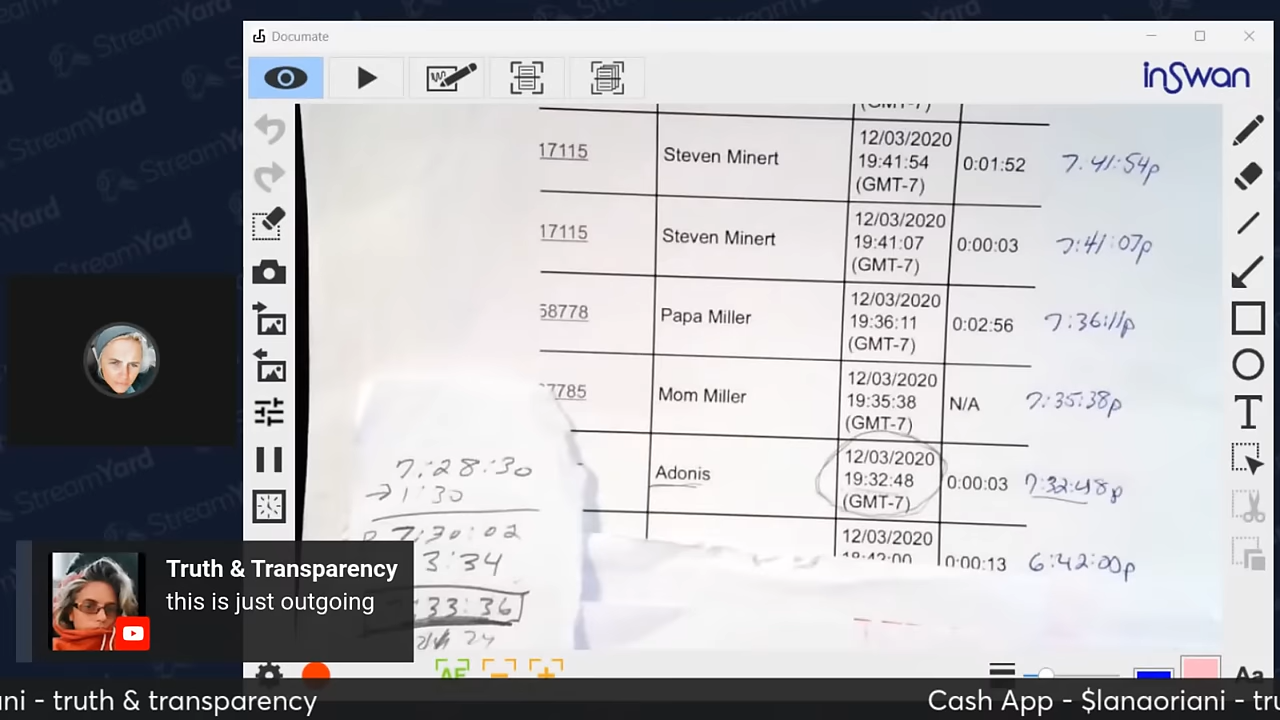 StreamYard
Documate
inSwan
17115 Steven Minert 12/03/2020 19:41:54 (GMT-7) 0:01:52 7:41:54p
17115 Steven Minert 12/03/2020 19:41:07 (GMT-7) 0:00:03 7:41:07p
58778 Papa Miller 12/03/2020 19:36:11 (GMT-7) 0:02:56 7:36:11p
7785 Mom Miller 12/03/2020 19:35:38 (GMT-7) N/A 7:35:38p
Adonis 12/03/2020 19:32:48 (GMT-7) 0:00:03 7:32:48p
12/03/2020 0:00:13 6:42:00p
7:28:30
→1:30
7:30:02
3:34
33:36
Truth & Transparency
this is just outgoing
AF
T
Aa
ni - truth & transparency
Cash App - $lanaoriani - tru